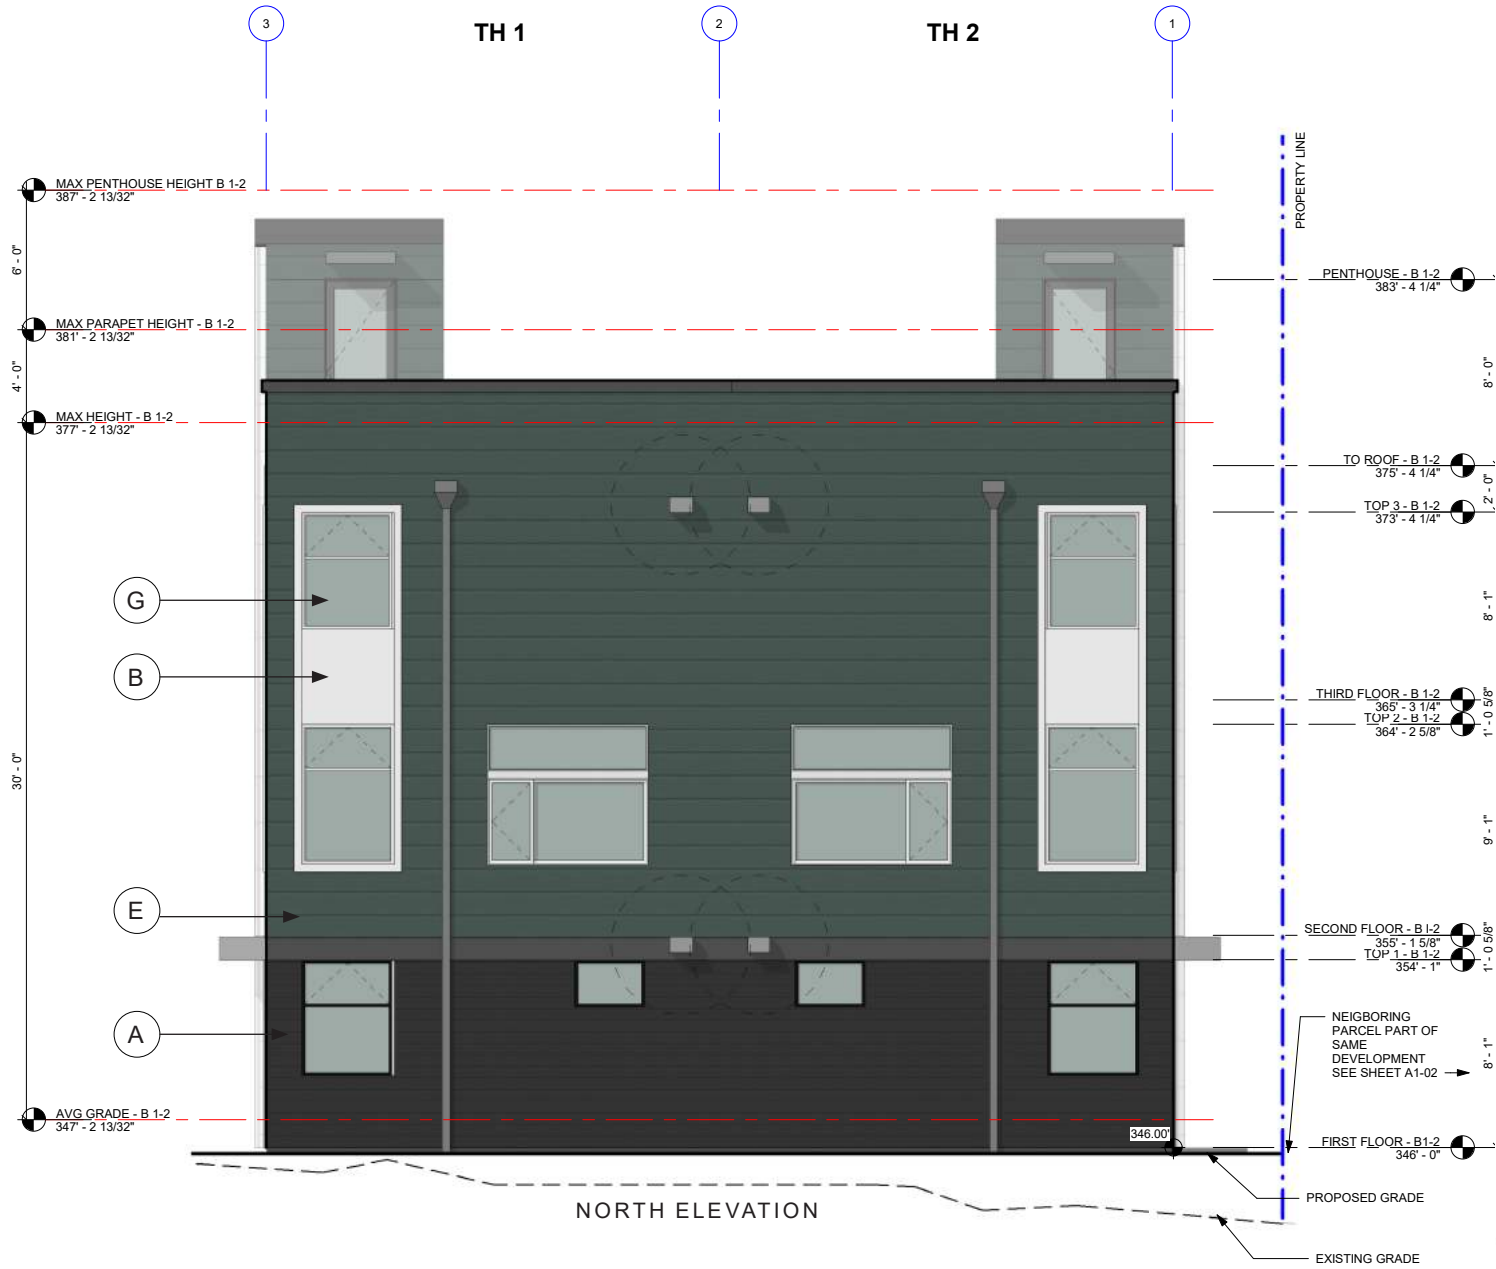 3
TH 1
2
TH 2
1
PROPERTY LINE
MAX PENTHOUSE HEIGHT B 1-2
387' - 2 13/32"
6' - 0"
MAX PARAPET HEIGHT - B 1-2
381' - 2 13/32"
4' - 0"
MAX HEIGHT - B 1-2
377' - 2 13/32"
30' - 0"
AVG GRADE - B 1-2
347' - 2 13/32"
G
B
E
A
PENTHOUSE - B 1-2
383' - 4 1/4"
8' - 0"
TO ROOF - B 1-2
375' - 4 1/4"
2' - 0"
TOP 3 - B 1-2
373' - 4 1/4"
8' - 1"
THIRD FLOOR - B 1-2
365' - 3 1/4"
1' - 0 5/8"
TOP 2 - B 1-2
364' - 2 5/8"
9' - 1"
SECOND FLOOR - B 1-2
355' - 1 5/8"
1' - 0 5/8"
TOP 1 - B 1-2
354' - 1"
NEIGBORING
PARCEL PART OF
SAME
DEVELOPMENT
SEE SHEET A1-02
8' - 1"
346.00'
FIRST FLOOR - B1-2
346' - 0"
PROPOSED GRADE
NORTH ELEVATION
EXISTING GRADE